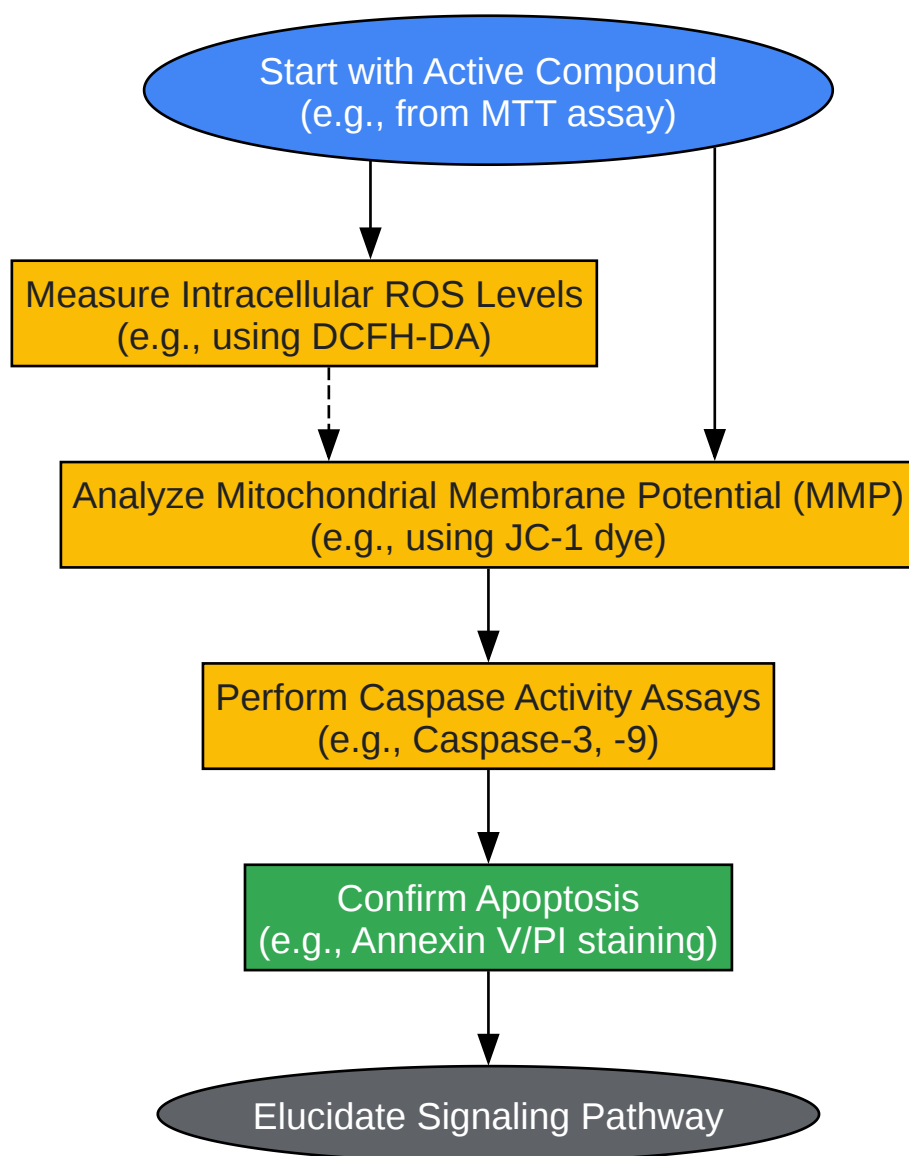 Start with Active Compound
(e.g., from MTT assay)
Measure Intracellular ROS Levels
(e.g., using DCFH-DA)
Analyze Mitochondrial Membrane Potential (MMP)
(e.g., using JC-1 dye)
Perform Caspase Activity Assays
(e.g., Caspase-3, -9)
Confirm Apoptosis
(e.g., Annexin V/PI staining)
Elucidate Signaling Pathway